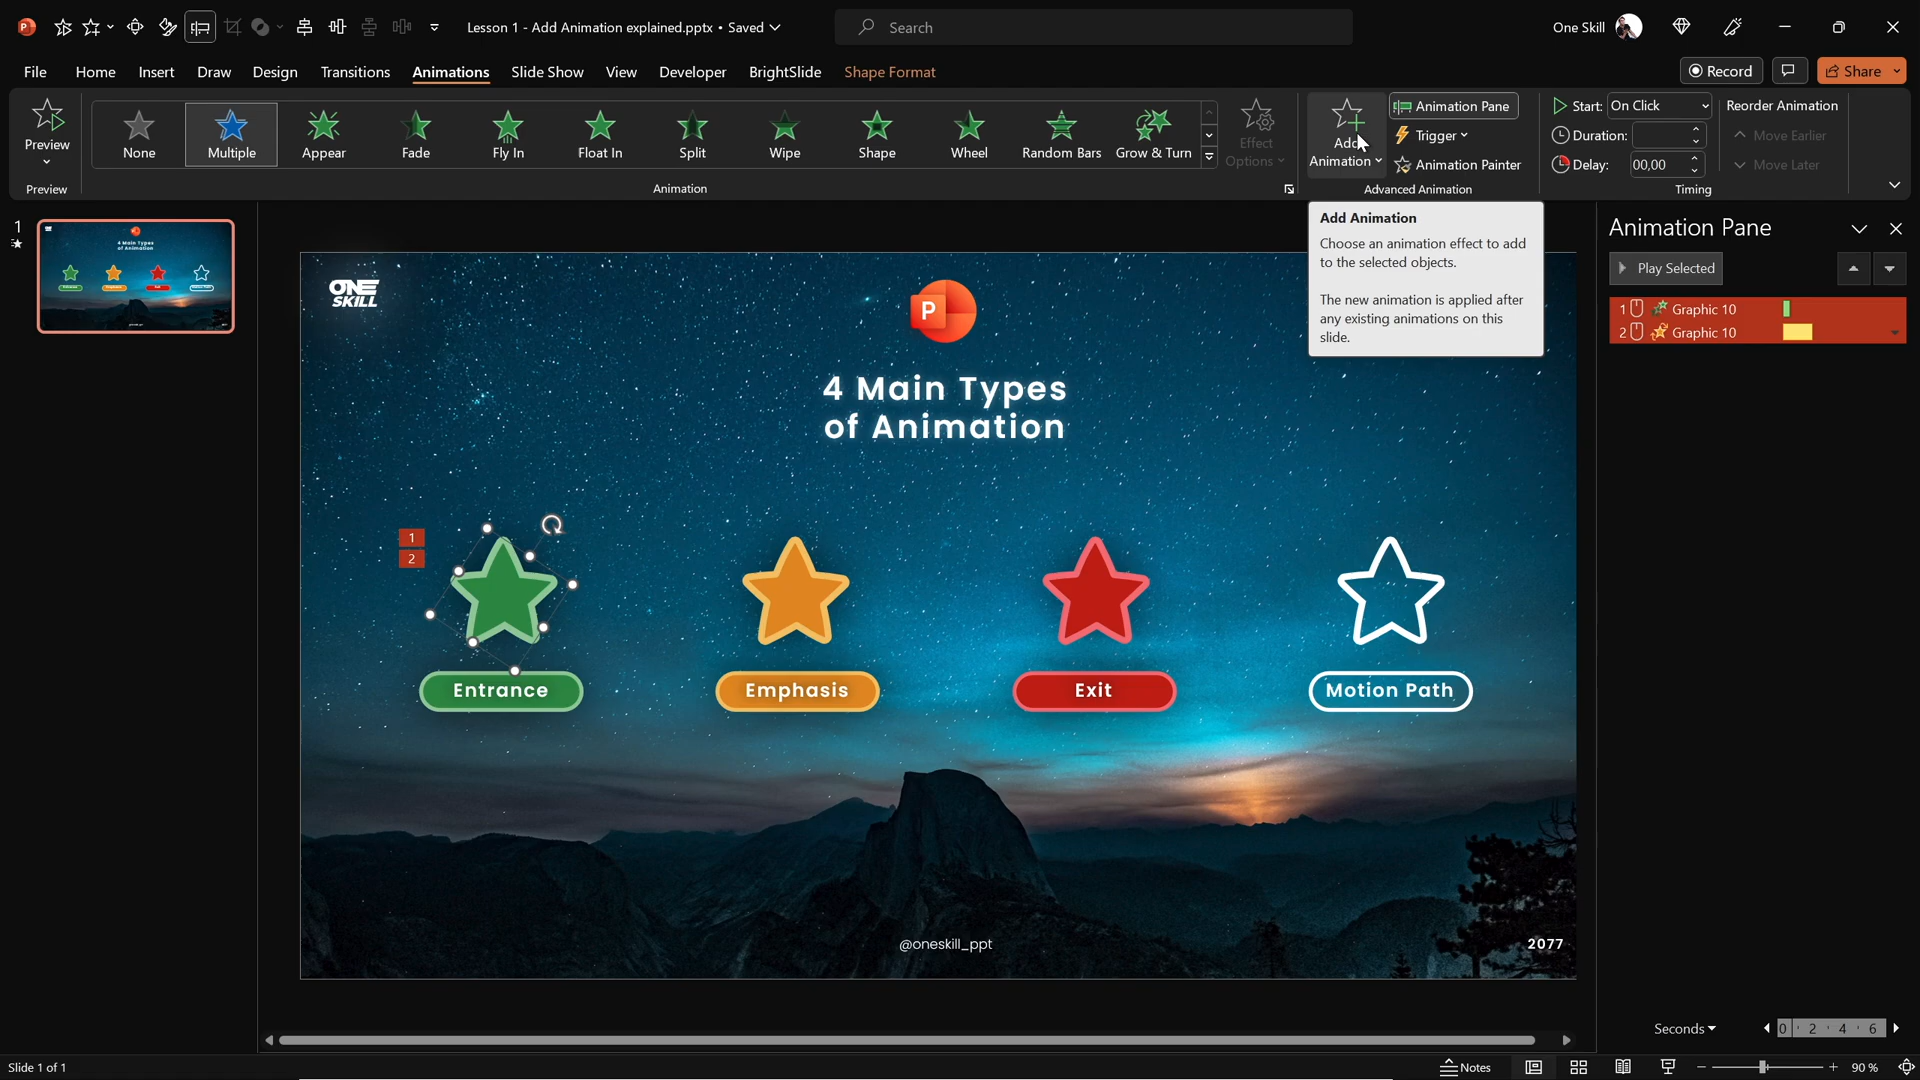 Lesson 1 - Add Animation explained.pptx • Saved
Search
One Skill
File
Home
Insert
Draw
Design
Transitions
Animations
Slide Show
View
Developer
BrightSlide
Shape Format
Record
Share
Preview
None
Multiple
Appear
Fade
Fly In
Float In
Split
Wipe
Shape
Wheel
Random Bars
Grow & Turn
Effect
Options
Add
Animation
Animation Pane
Trigger
Animation Painter
Start: On Click
Duration:
Delay: 00,00
Reorder Animation
Move Earlier
Move Later
Preview
Animation
Advanced Animation
Timing
Add Animation
Choose an animation effect to add
to the selected objects.
The new animation is applied after
any existing animations on this
slide.
1
4 Main Types
of Animation
ONE
SKILL
P
4 Main Types
of Animation
1
2
Entrance
Emphasis
Exit
Motion Path
@oneskill_ppt
2077
Animation Pane
Play Selected
1 Graphic 10
2 Graphic 10
Seconds
0 2 4 6
Slide 1 of 1
Notes
90 %